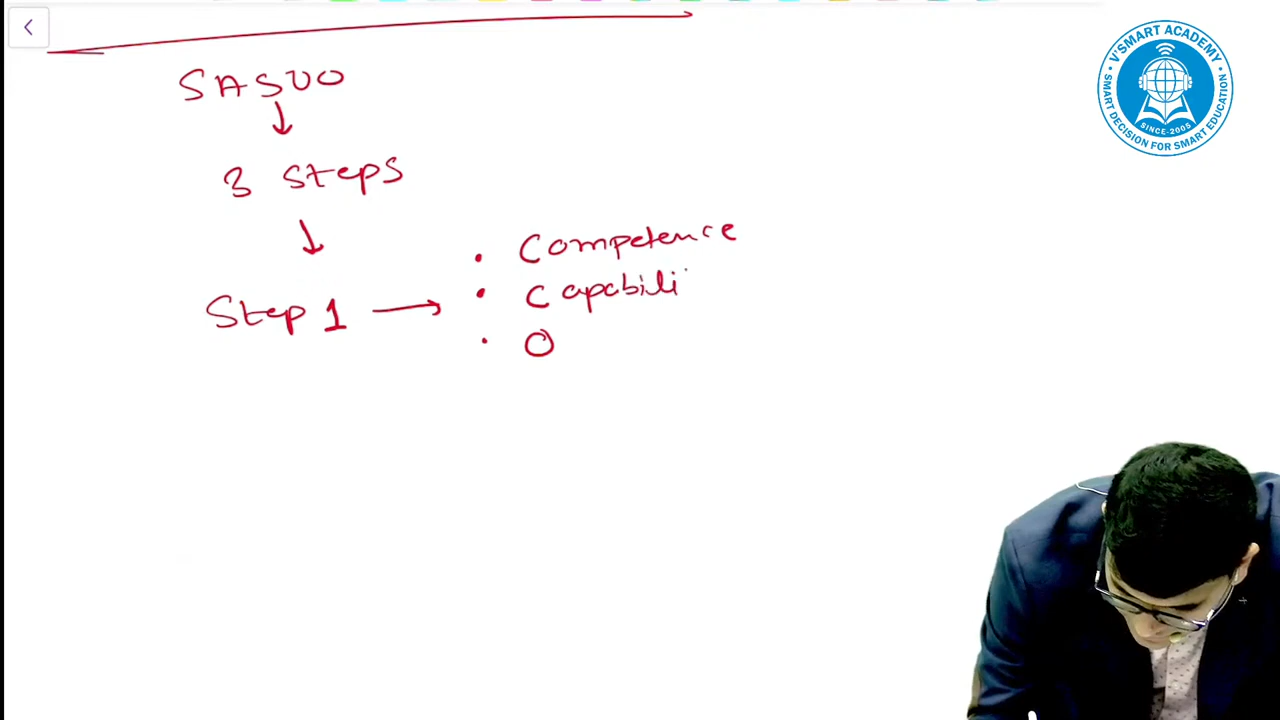 SASUO
3 Steps
Step 1
• Competence
• Capabili
• O
V'SMART ACADEMY
SMART DECISION FOR SMART EDUCATION
SINCE-2005